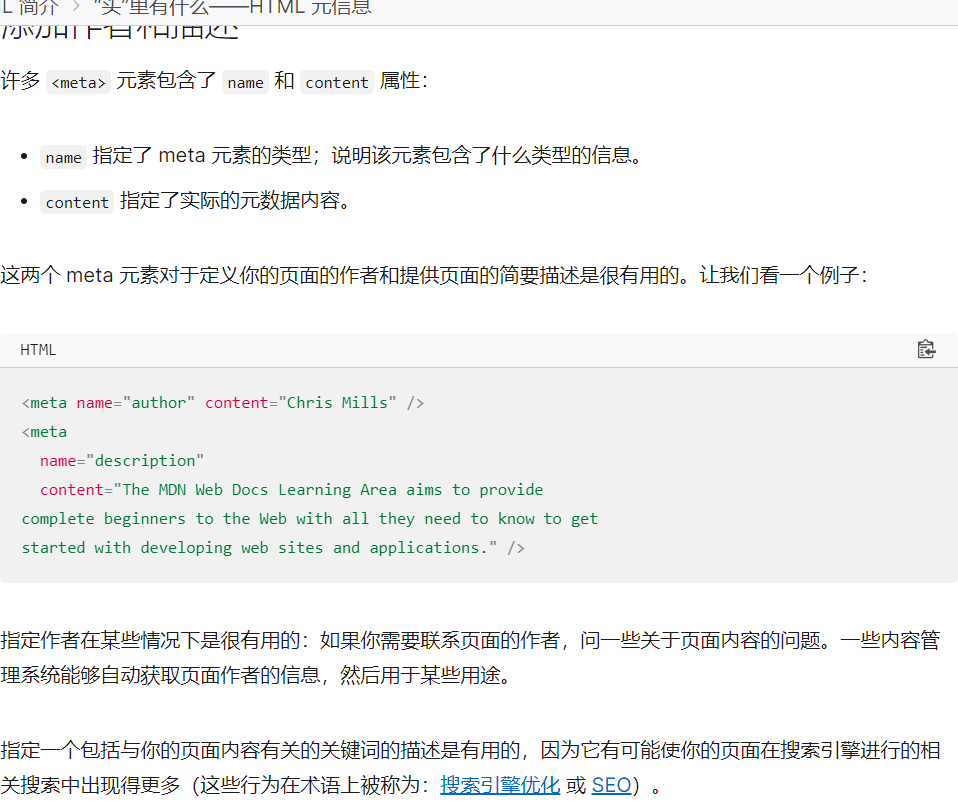 L 简介 > “头”里有什么——HTML 元信息
添加作者和描述
许多 <meta> 元素包含了 name 和 content 属性：
• name 指定了 meta 元素的类型；说明该元素包含了什么类型的信息。
• content 指定了实际的元数据内容。
这两个 meta 元素对于定义你的页面的作者和提供页面的简要描述是很有用的。让我们看一个例子：
HTML
<meta name="author" content="Chris Mills" />
<meta
name="description"
content="The MDN Web Docs Learning Area aims to provide
complete beginners to the Web with all they need to know to get
started with developing web sites and applications." />
指定作者在某些情况下是很有用的：如果你需要联系页面的作者，问一些关于页面内容的问题。一些内容管
理系统能够自动获取页面作者的信息，然后用于某些用途。
指定一个包括与你的页面内容有关的关键词的描述是有用的，因为它有可能使你的页面在搜索引擎进行的相
关搜索中出现得更多（这些行为在术语上被称为：搜索引擎优化 或 SEO）。